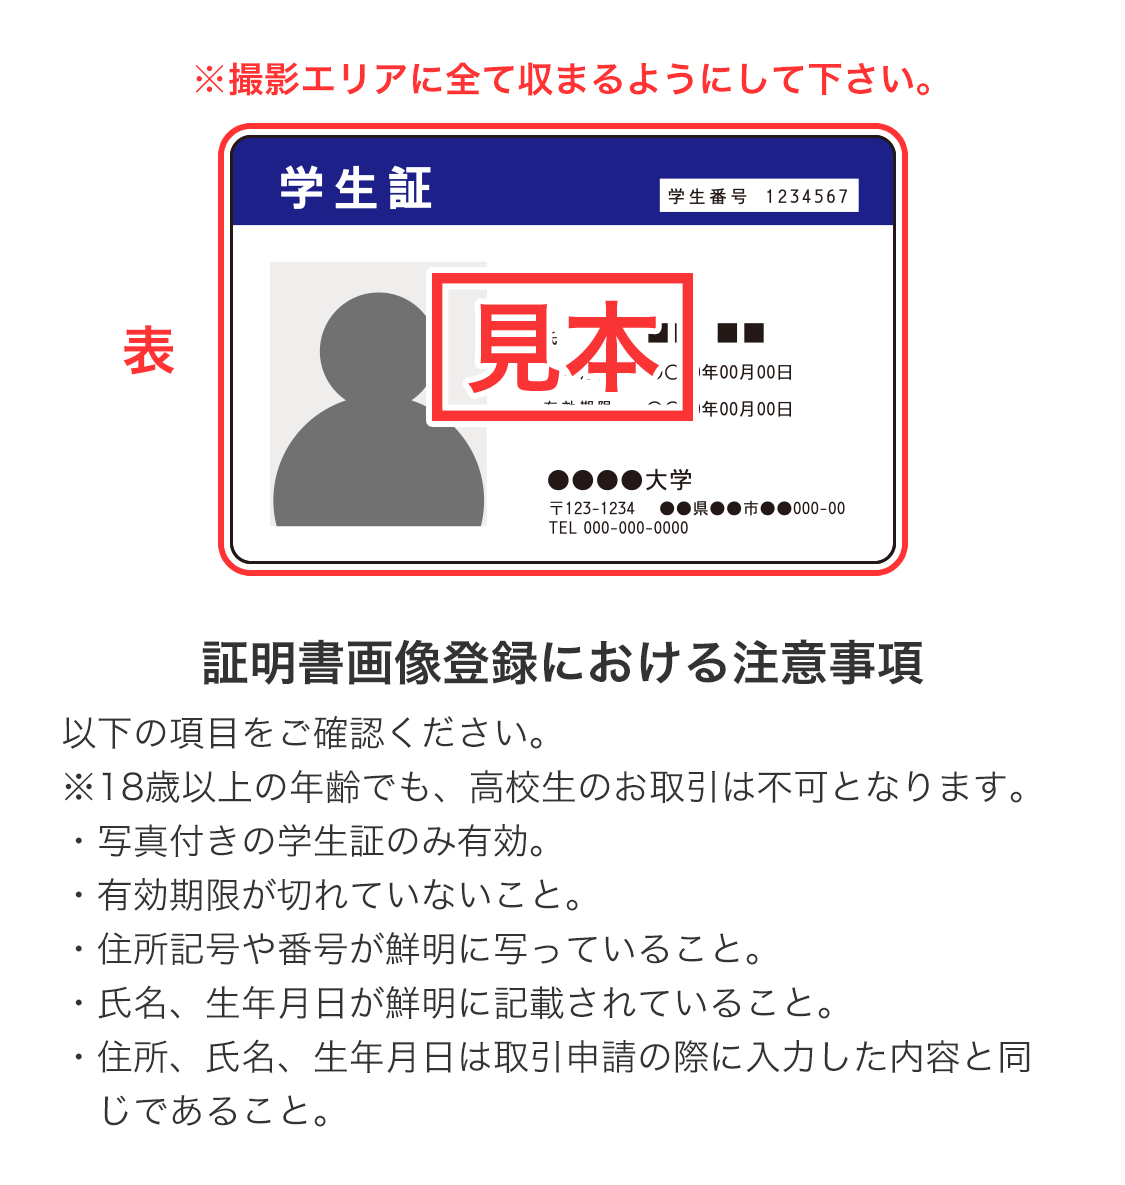 ※撮影エリアに全て収まるようにして下さい。
学生証
学生番号 1234567
表
見本
■ ■■
年00月00日
有効期限 年00月00日
●●●●大学
〒123-1234 ●●県●●市●●000-00
TEL 000-000-0000
証明書画像登録における注意事項
以下の項目をご確認ください。
※18歳以上の年齢でも、高校生のお取引は不可となります。
・写真付きの学生証のみ有効。
・有効期限が切れていないこと。
・住所記号や番号が鮮明に写っていること。
・氏名、生年月日が鮮明に記載されていること。
・住所、氏名、生年月日は取引申請の際に入力した内容と同
じであること。